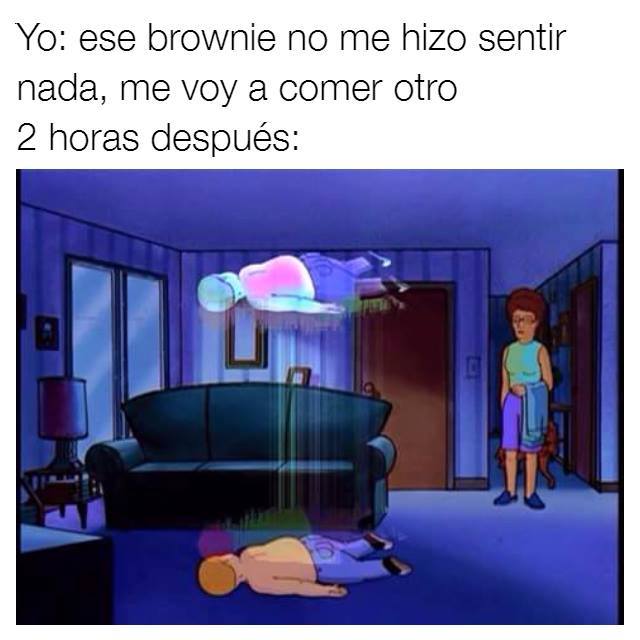 Yo: ese brownie no me hizo sentir
nada, me voy a comer otro
2 horas después: